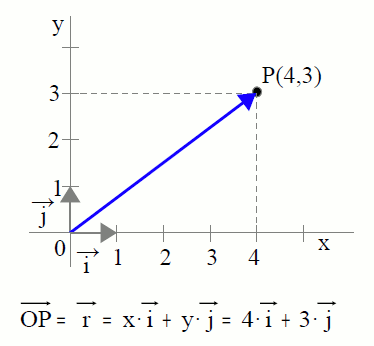 y
P(4,3)
3
2
1
j
0
i
1
2
3
4
x
OP = r = x·i + y·j = 4·i + 3·j